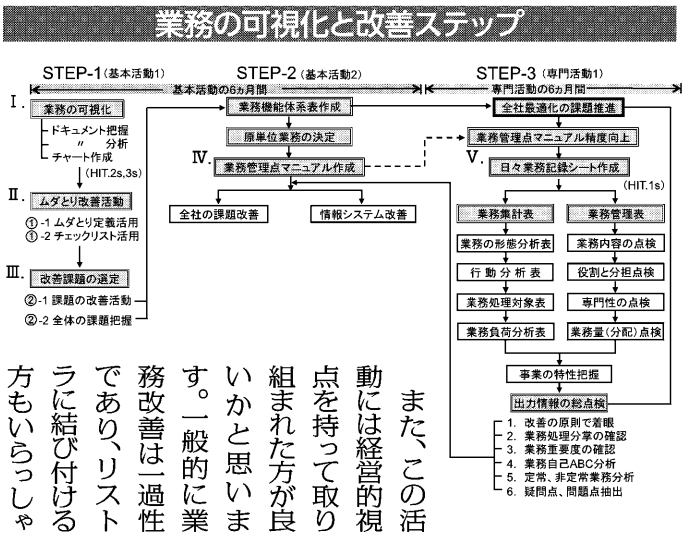 業務の可視化と改善ステップ
STEP-1(基本活動1)
STEP-2(基本活動2)
STEP-3(専門活動1)
基本活動の6ヵ月間
専門活動の6ヵ月間
Ⅰ.
業務の可視化
ドキュメント把握
〃 分析
チャート作成
(HIT.2s,3s)
Ⅱ.
ムダとり改善活動
①-1 ムダとり定義活用
①-2 チェックリスト活用
Ⅲ.
改善課題の選定
②-1 課題の改善活動
②-2 全体の課題把握
業務機能体系表作成
原単位業務の決定
Ⅳ.
業務管理点マニュアル作成
全社の課題改善
情報システム改善
全社最適化の課題推進
業務管理点マニュアル精度向上
Ⅴ.
日々業務記録シート作成
(HIT.1s)
業務集計表
業務の形態分析表
行動分析表
業務処理対象表
業務負荷分析表
業務管理表
業務内容の点検
役割と分担点検
専門性の点検
業務量(分配)点検
事業の特性把握
出力情報の総点検
1. 改善の原則で着眼
2. 業務処理分掌の確認
3. 業務重要度の確認
4. 業務自己ABC分析
5. 定常、非定常業務分析
6. 疑問点、問題点抽出
また、この活
動には経営的視
点を持って取り
組まれた方が良
いかと思いま
す。一般的に業
務改善は一過性
であり、リスト
ラに結び付ける
方もいらっしゃ